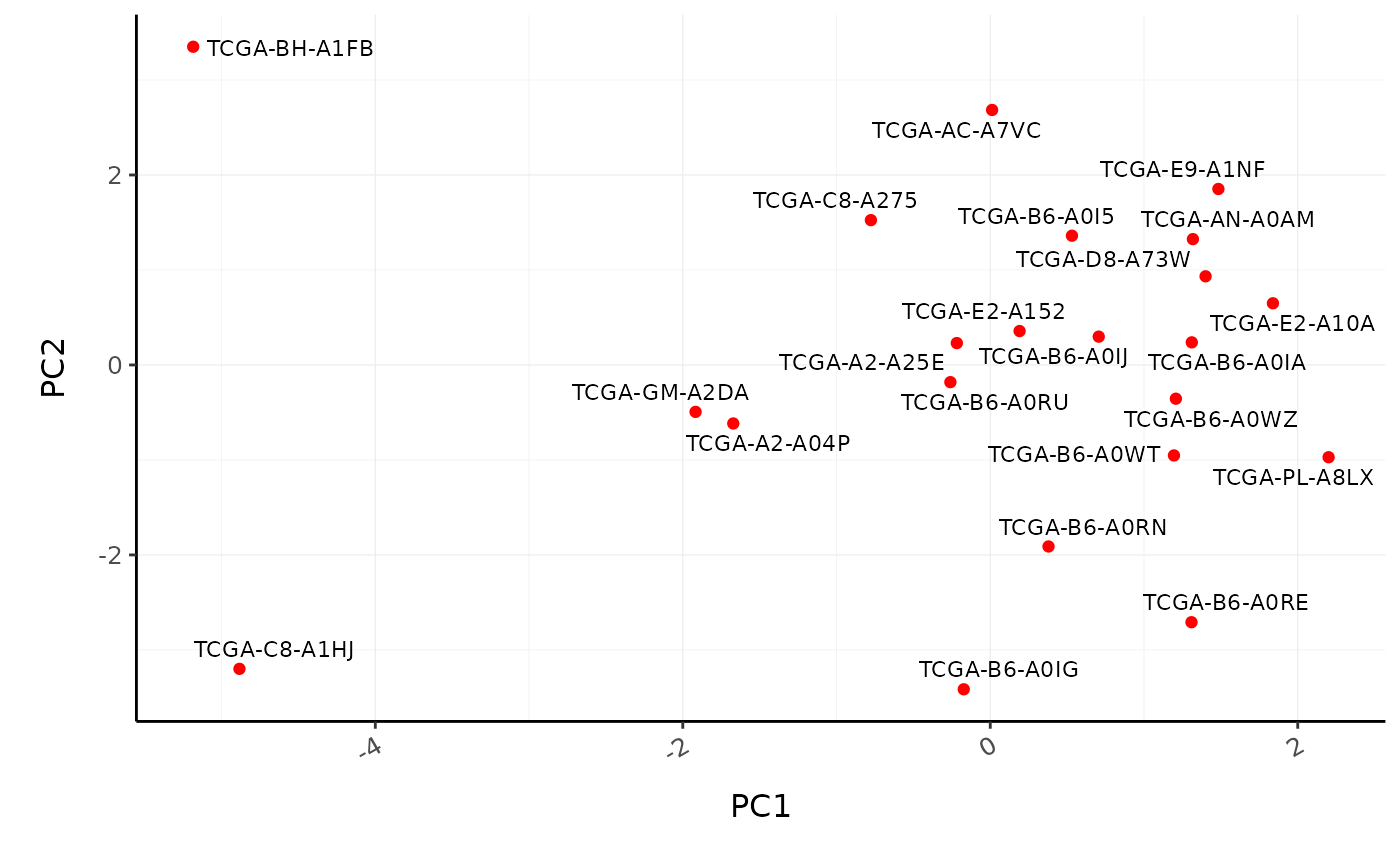 TCGA-BH-A1FB
TCGA-AC-A7VC
TCGA-E9-A1NF
TCGA-C8-A275
TCGA-B6-A0I5
TCGA-AN-A0AM
TCGA-D8-A73W
TCGA-E2-A152
TCGA-E2-A10A
TCGA-A2-A25E
TCGA-B6-A0IJ
TCGA-B6-A0IA
TCGA-GM-A2DA
TCGA-B6-A0RU
TCGA-B6-A0WZ
TCGA-A2-A04P
TCGA-B6-A0WT
TCGA-PL-A8LX
TCGA-B6-A0RN
TCGA-B6-A0RE
TCGA-C8-A1HJ
TCGA-B6-A0IG
2
0
-2
PC2
-4
-2
0
2
PC1